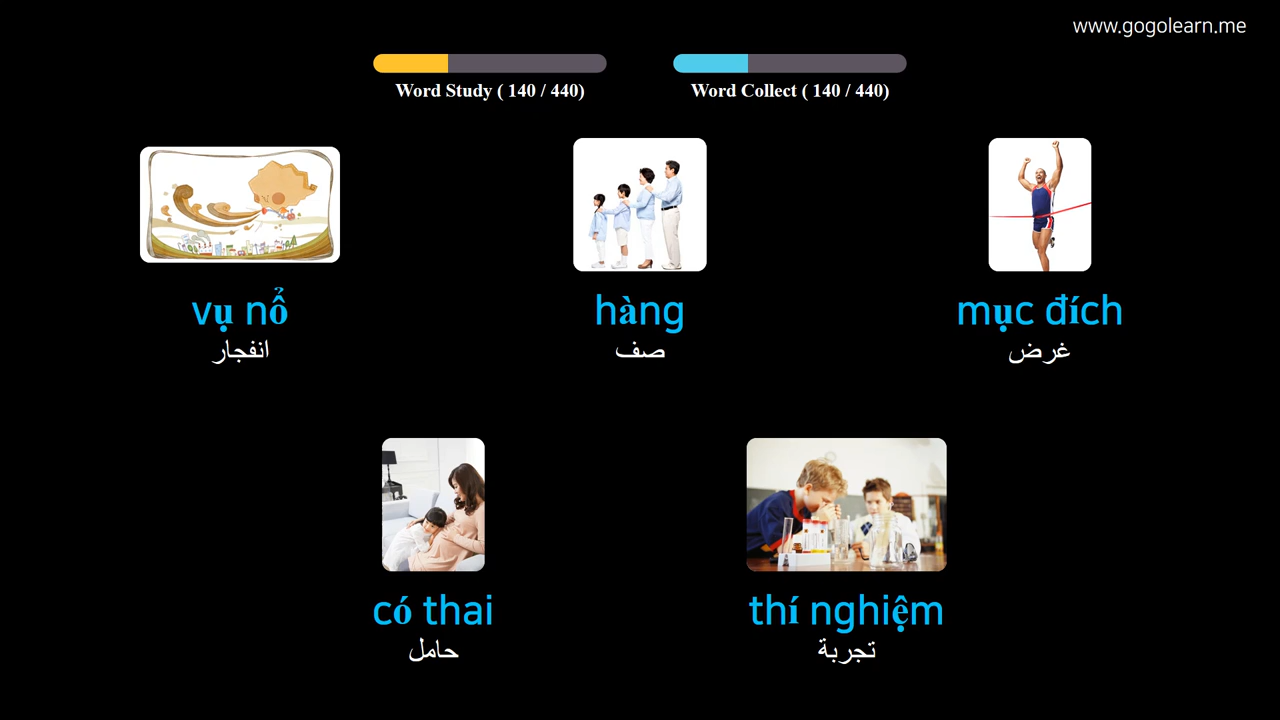 www.gogolearn.me
Word Study ( 140 / 440)
Word Collect ( 140 / 440)
vụ nổ
انفجار
hàng
صف
mục đích
غرض
có thai
حامل
thí nghiệm
تجربة